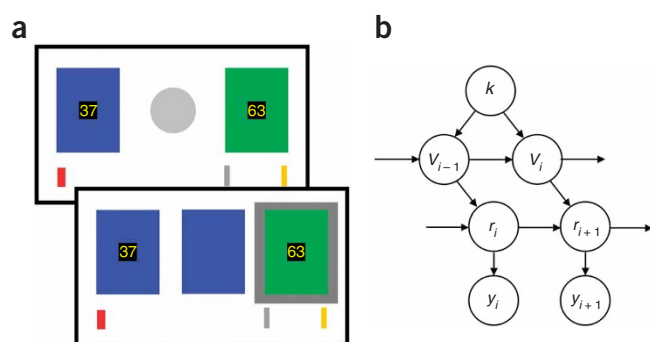 a
b
37
63
37
63
k
V i – 1
V i
r i
r i + 1
y i
y i + 1